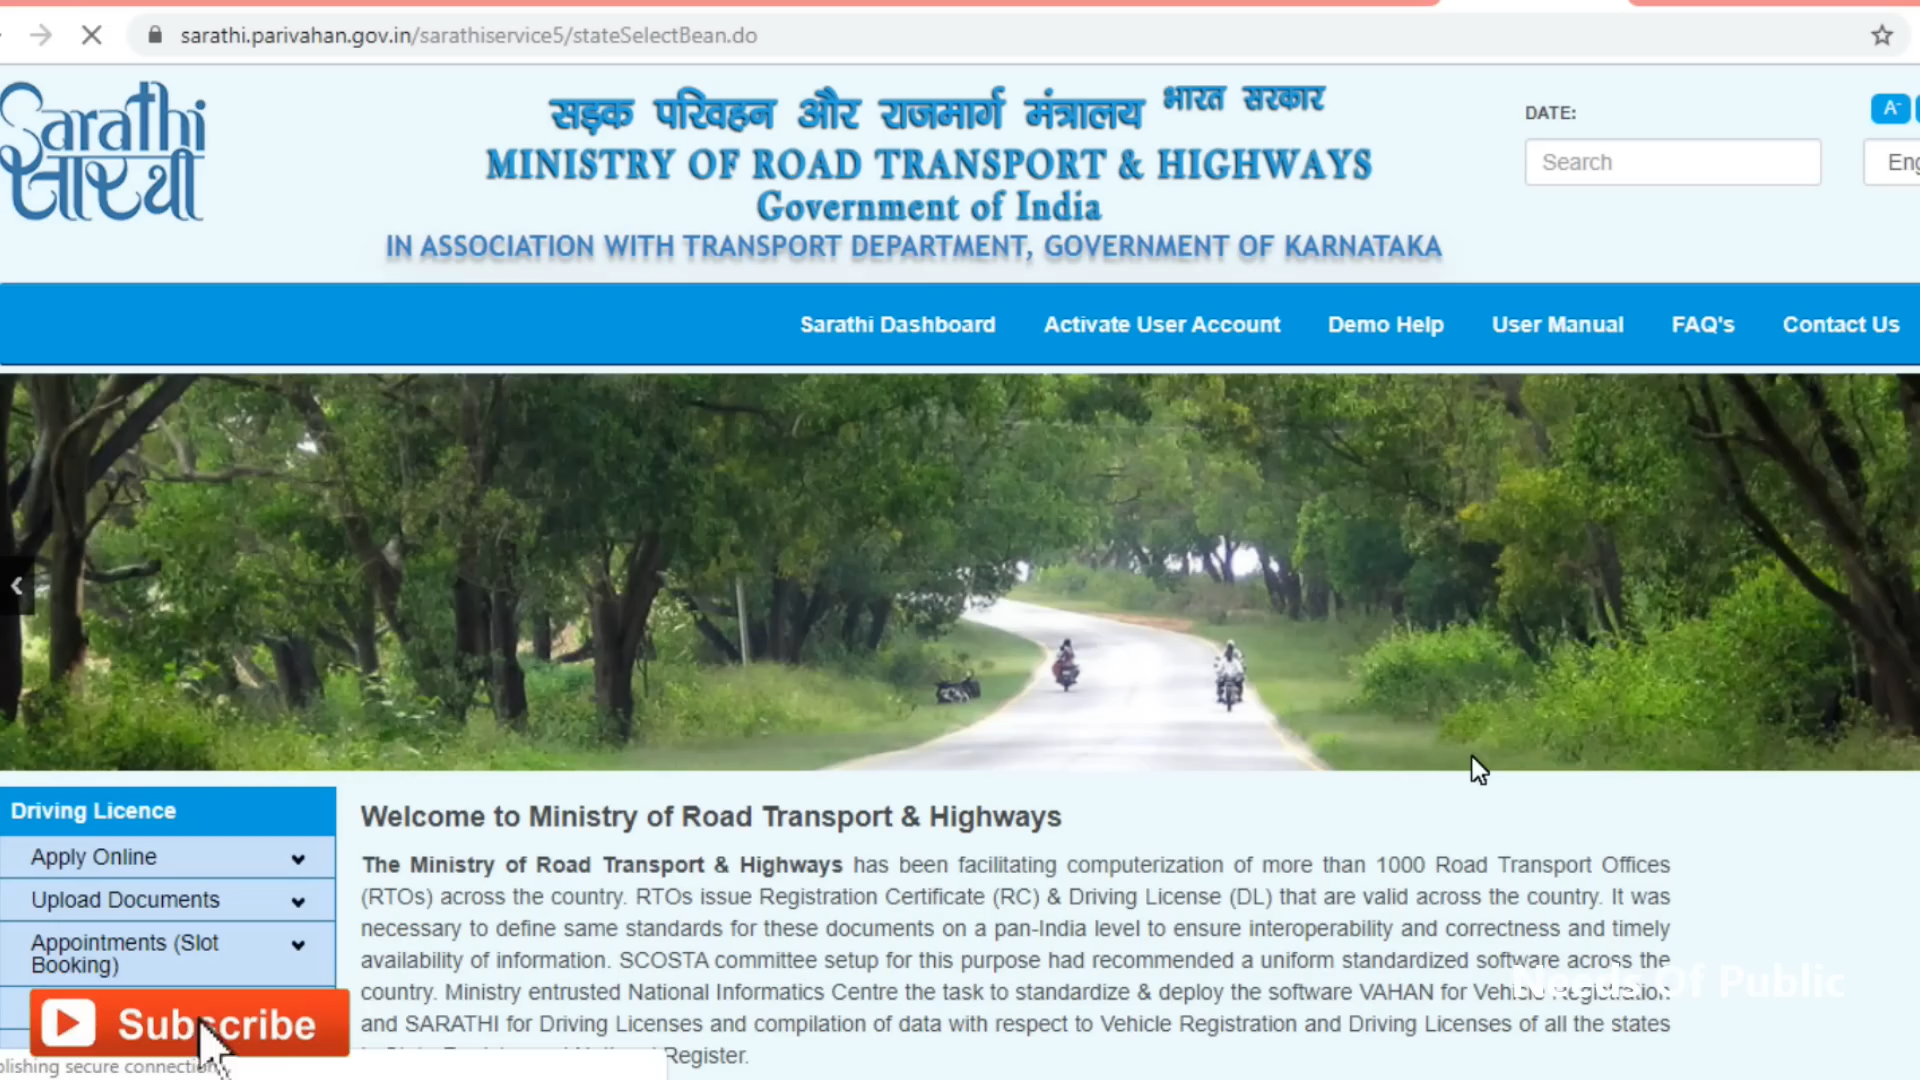 sarathi.parivahan.gov.in/sarathiservice5/stateSelectBean.do
Sarathi
सारथी
सड़क परिवहन और राजमार्ग मंत्रालय भारत सरकार
MINISTRY OF ROAD TRANSPORT & HIGHWAYS
Government of India
IN ASSOCIATION WITH TRANSPORT DEPARTMENT, GOVERNMENT OF KARNATAKA
DATE:
A-
Search
Eng
Sarathi Dashboard
Activate User Account
Demo Help
User Manual
FAQ's
Contact Us
Driving Licence
Apply Online
Upload Documents
Appointments (Slot
Booking)
Subscribe
Welcome to Ministry of Road Transport & Highways
The Ministry of Road Transport & Highways has been facilitating computerization of more than 1000 Road Transport Offices
(RTOs) across the country. RTOs issue Registration Certificate (RC) & Driving License (DL) that are valid across the country. It was
necessary to define same standards for these documents on a pan-India level to ensure interoperability and correctness and timely
availability of information. SCOSTA committee setup for this purpose had recommended a uniform standardized software across the
country. Ministry entrusted National Informatics Centre the task to standardize & deploy the software VAHAN for Vehicle Registration
and SARATHI for Driving Licenses and compilation of data with respect to Vehicle Registration and Driving Licenses of all the states
Register.
Needs Of Public
blishing secure connection